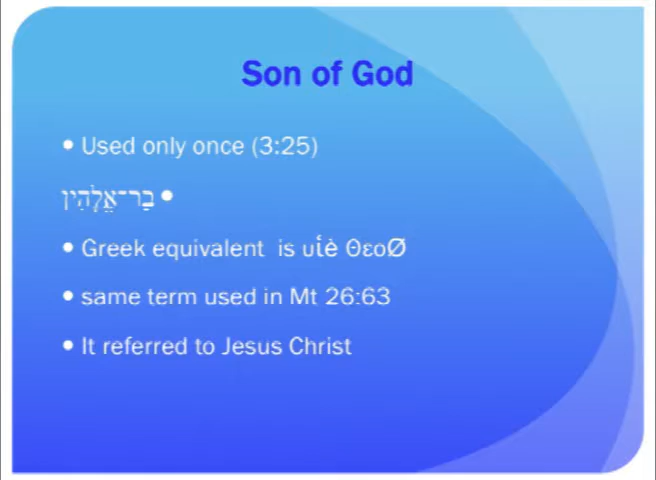 Son of God
• Used only once (3:25)
• בַר־אֱלָהִין
• Greek equivalent is υἱὲ ΘεοØ
• same term used in Mt 26:63
• It referred to Jesus Christ